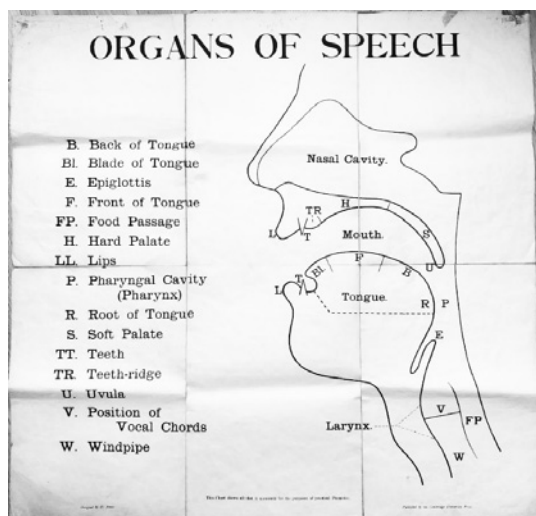 ORGANS OF SPEECH
B. Back of Tongue
Bl. Blade of Tongue
E. Epiglottis
F. Front of Tongue
FP. Food Passage
H. Hard Palate
LL. Lips
P. Pharyngal Cavity
(Pharynx)
R. Root of Tongue
S. Soft Palate
TT. Teeth
TR. Teeth-ridge
U. Uvula
V. Position of
Vocal Chords
W. Windpipe
Nasal Cavity.
H
TR
L
T
S
Mouth.
U
F
Bl
B
T
L
Tongue.
R P
E
V
FP
Larynx.
W